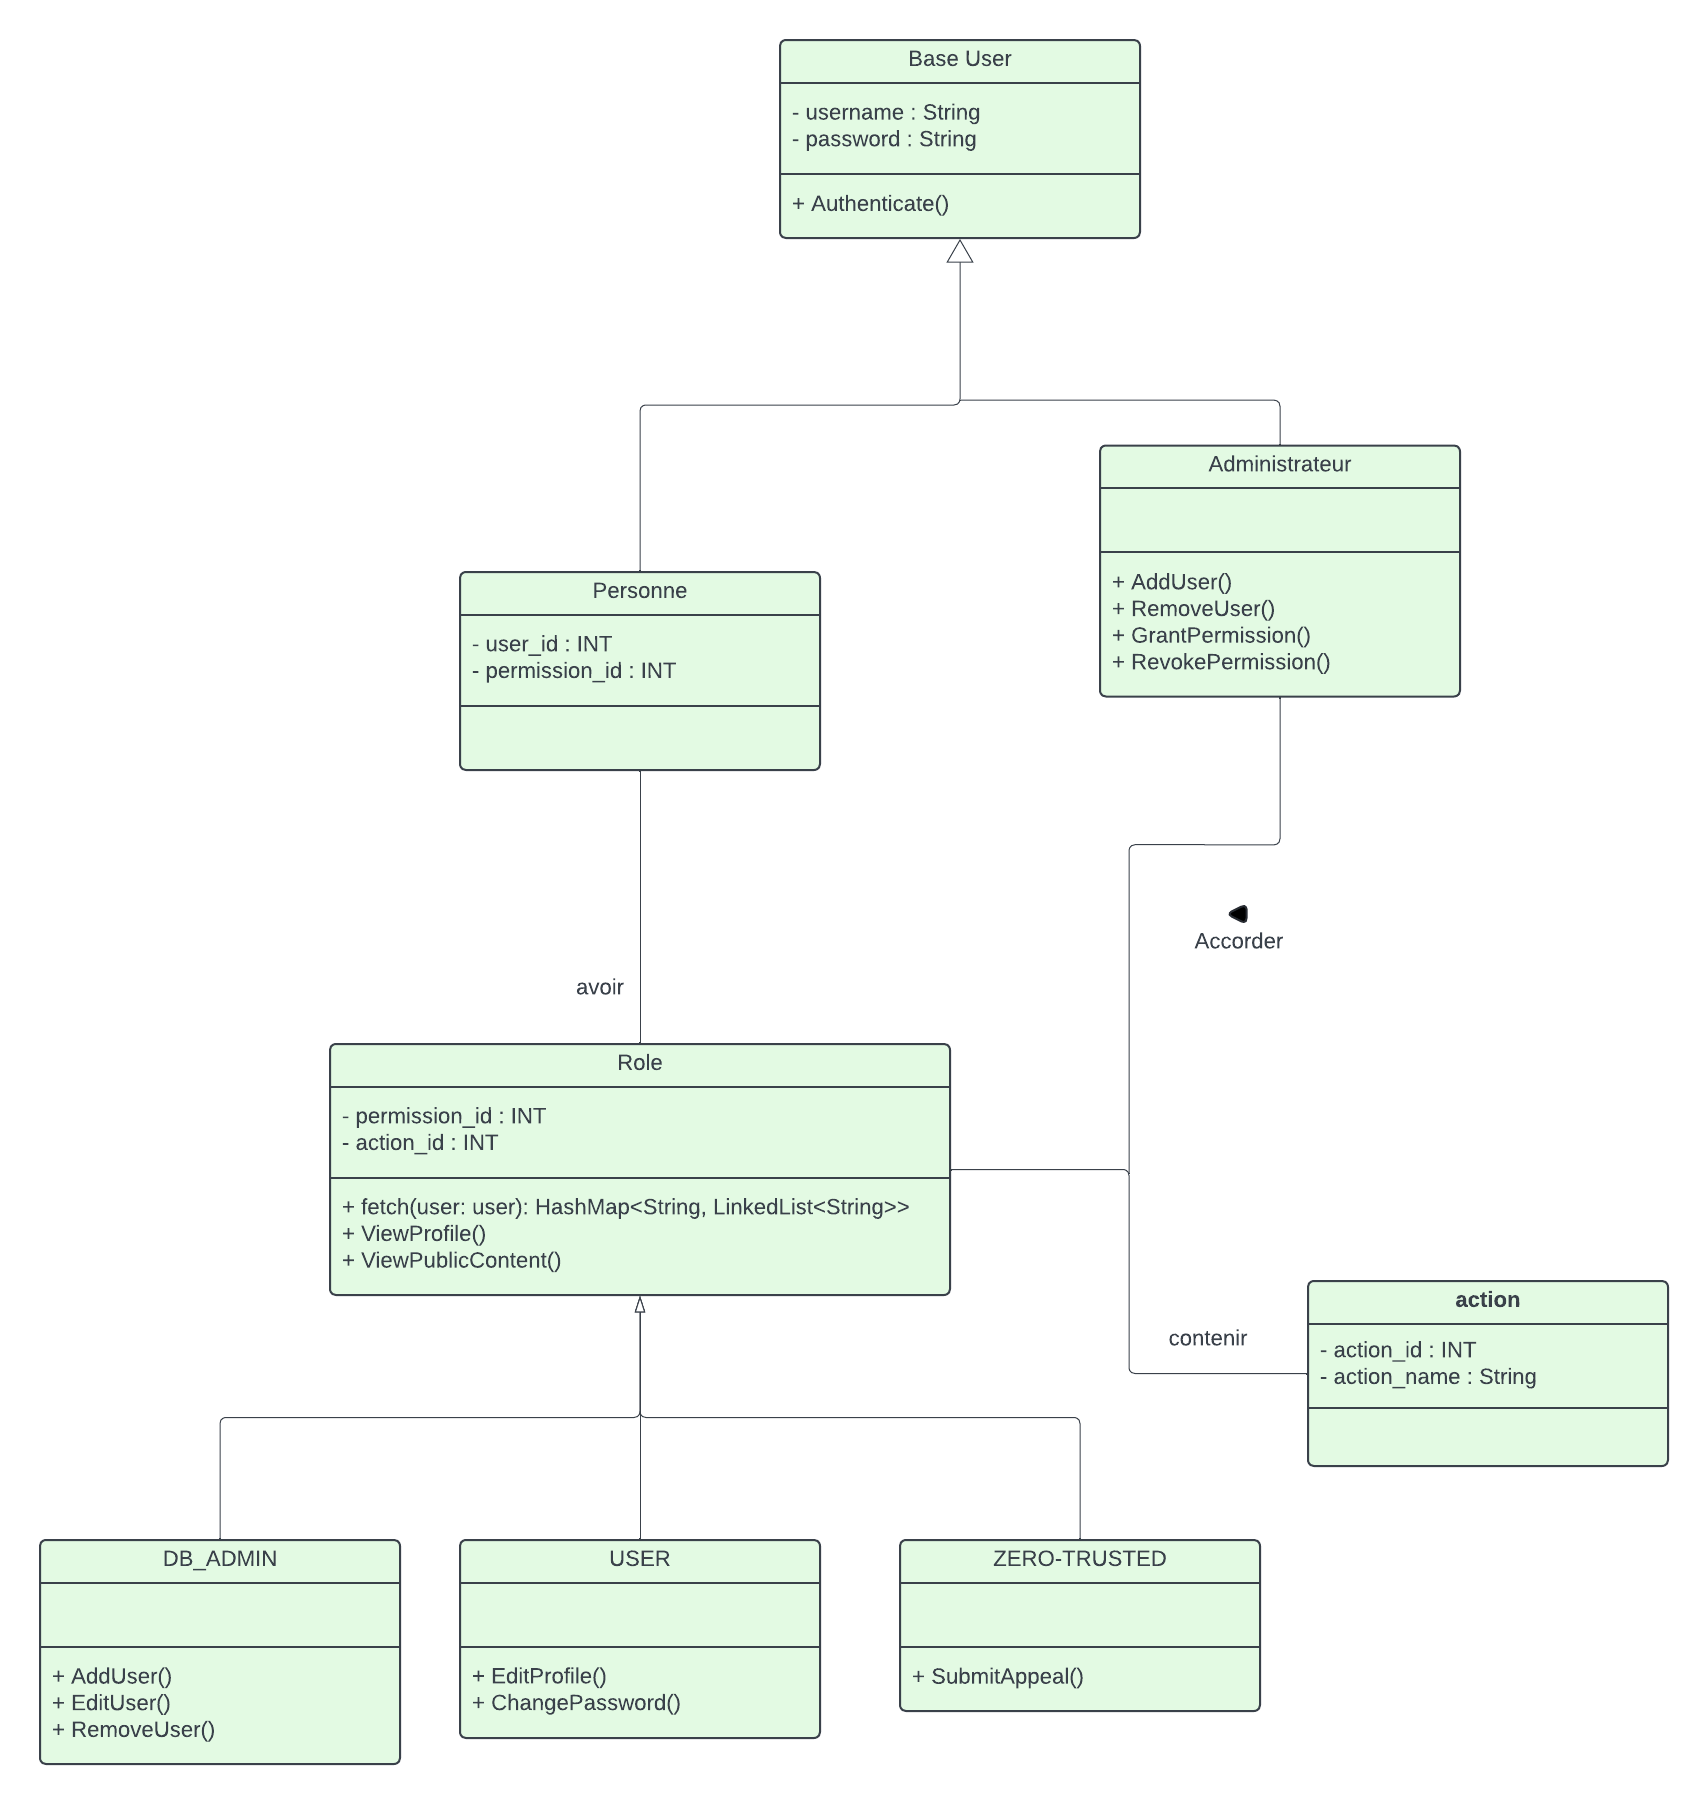 Base User
- username : String
- password : String
+ Authenticate()
Administrateur
+ AddUser()
+ RemoveUser()
+ GrantPermission()
+ RevokePermission()
Personne
- user_id : INT
- permission_id : INT
Accorder
avoir
Role
- permission_id : INT
- action_id : INT
+ fetch(user: user): HashMap<String, LinkedList<String>>
+ ViewProfile()
+ ViewPublicContent()
contenir
action
- action_id : INT
- action_name : String
DB_ADMIN
+ AddUser()
+ EditUser()
+ RemoveUser()
USER
+ EditProfile()
+ ChangePassword()
ZERO-TRUSTED
+ SubmitAppeal()